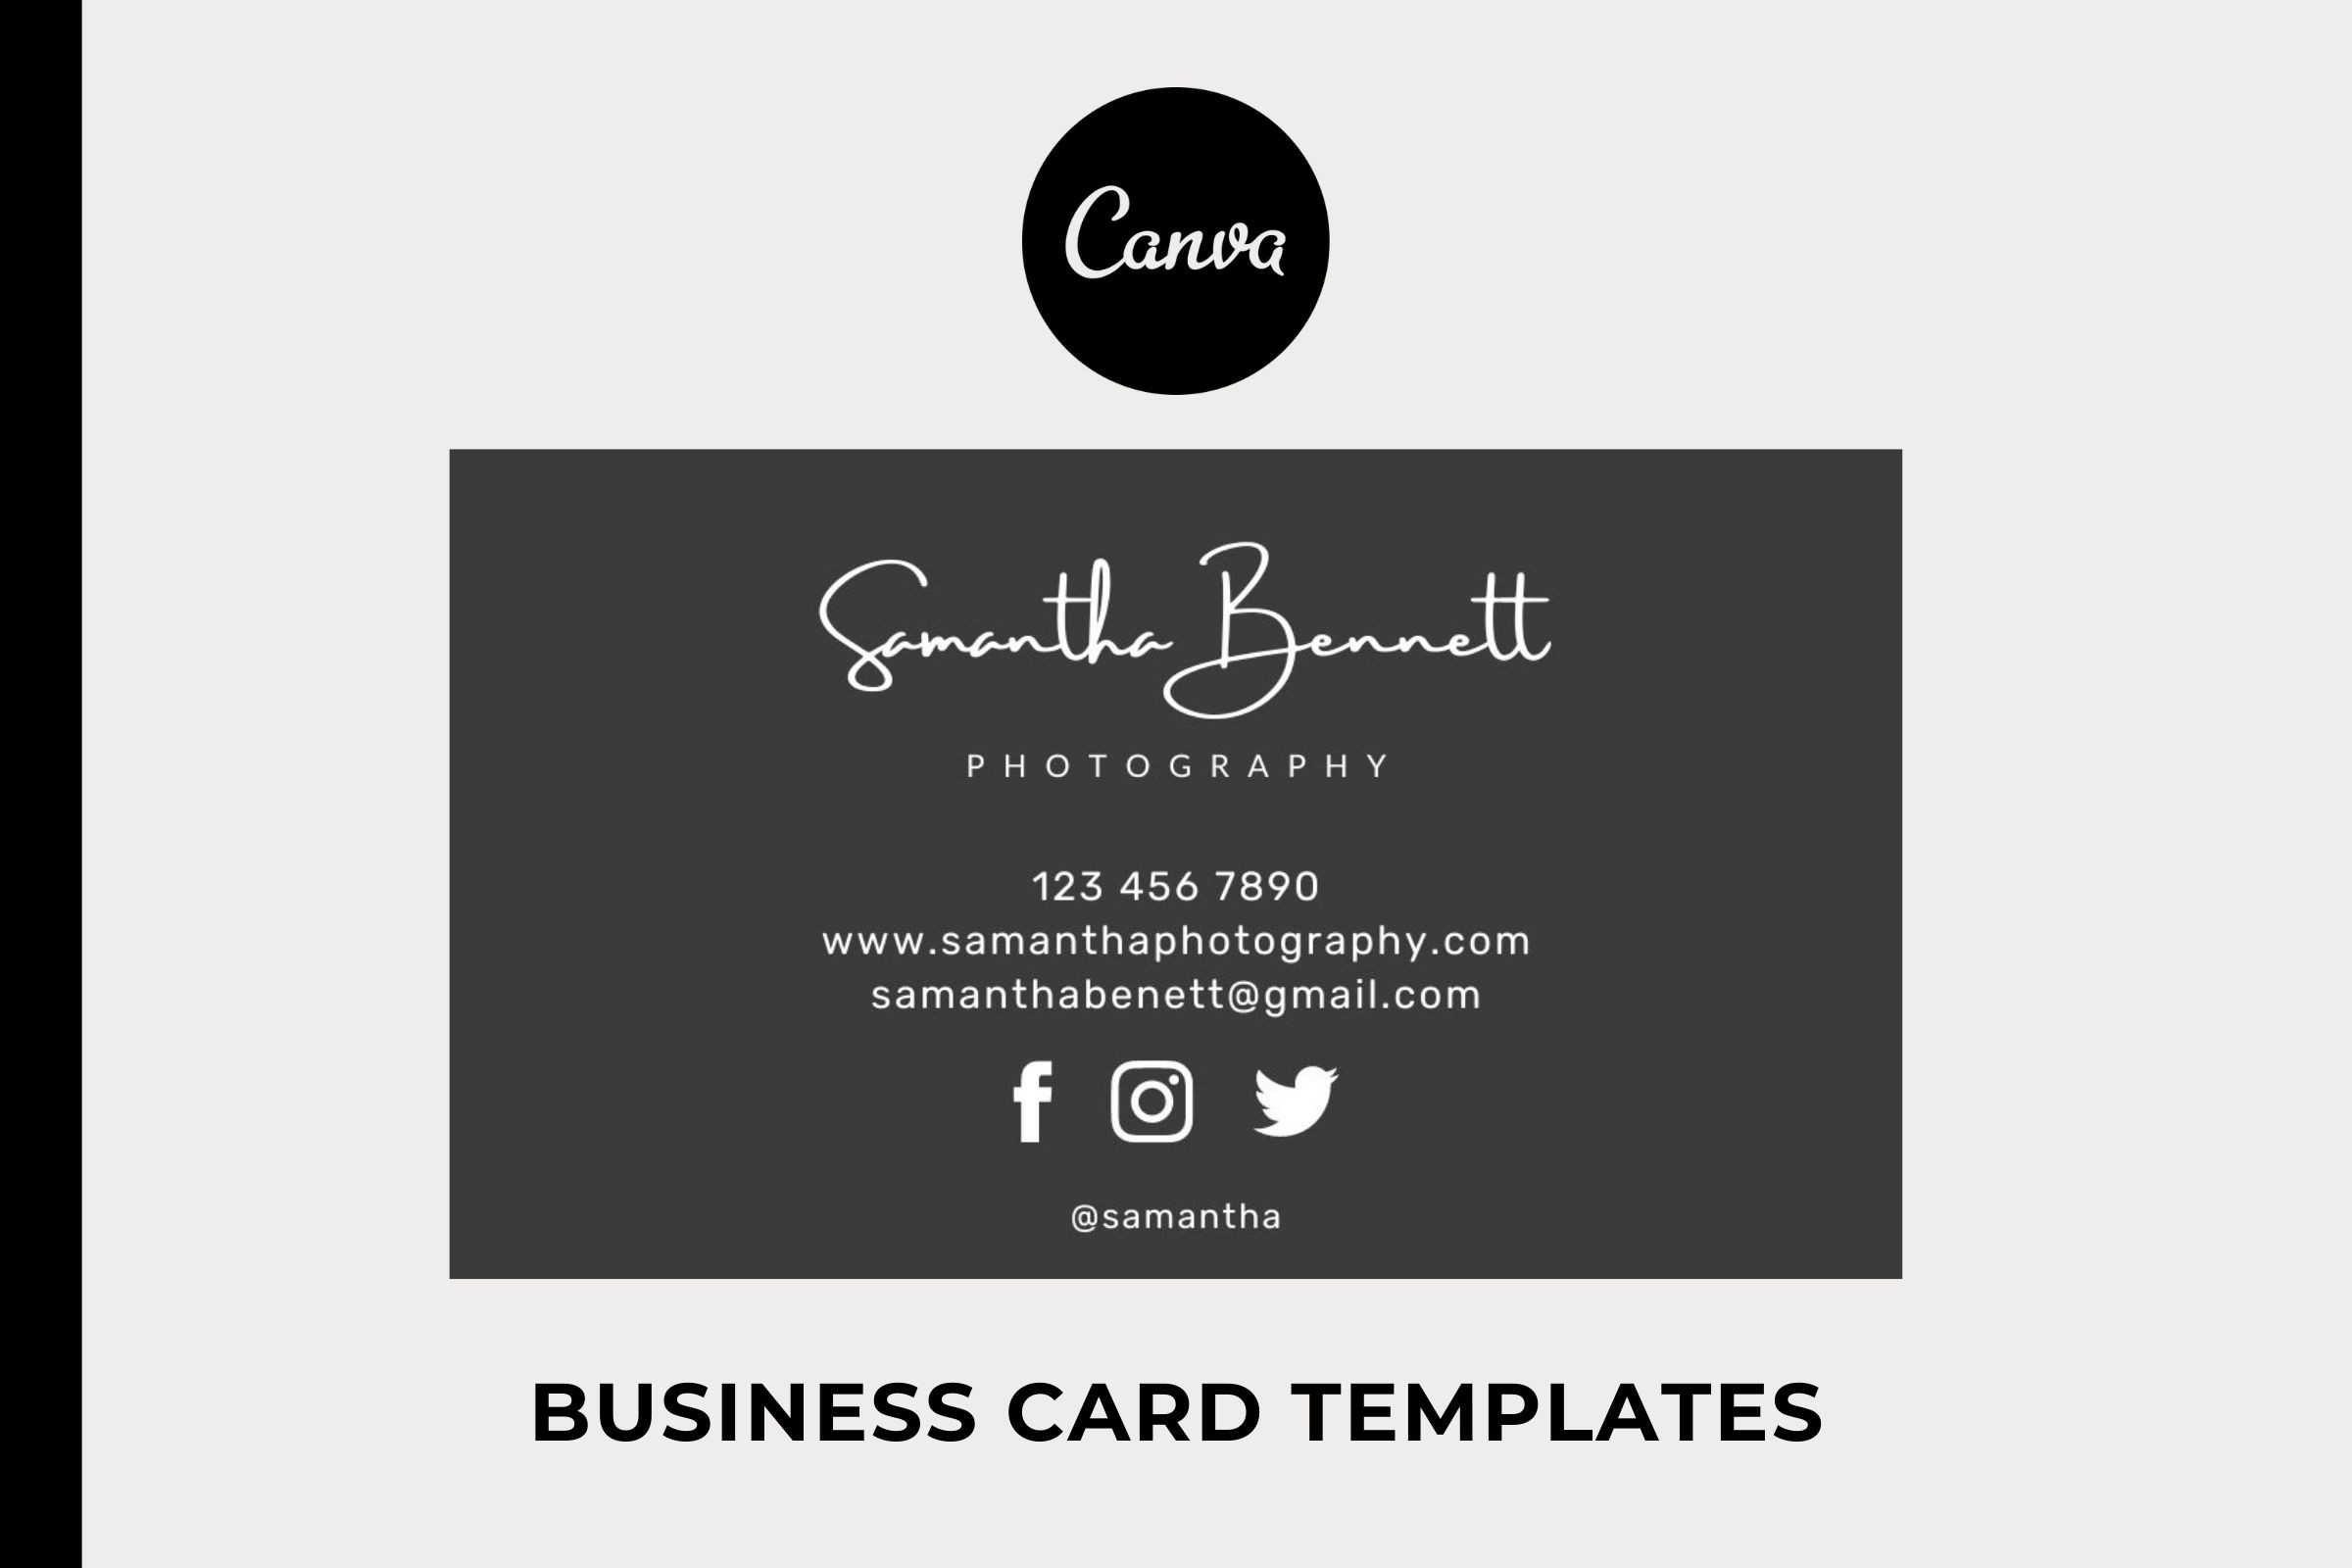 Canva
Samantha Bennett
PHOTOGRAPHY
123 456 7890
www.samanthaphotography.com
samanthabenett@gmail.com
@samantha
BUSINESS CARD TEMPLATES